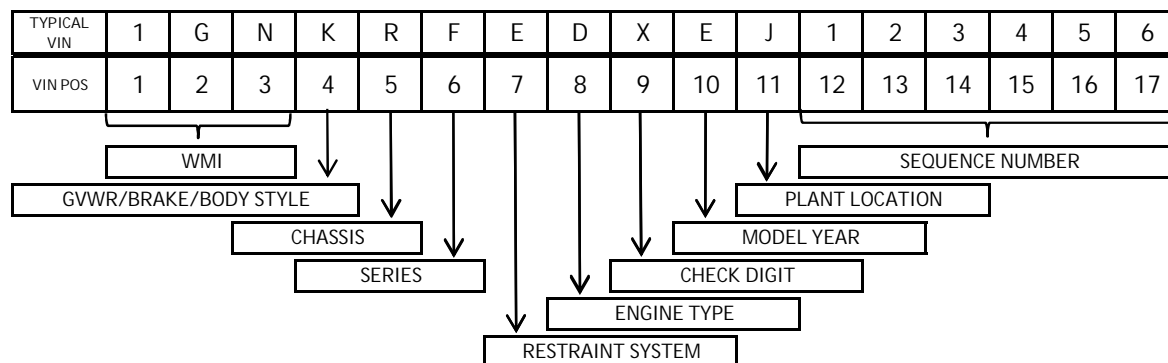 TYPICAL VIN 1 G N K R F E D X E J 1 2 3 4 5 6
VIN POS 1 2 3 4 5 6 7 8 9 10 11 12 13 14 15 16 17
WMI SEQUENCE NUMBER
GVWR/BRAKE/BODY STYLE PLANT LOCATION
CHASSIS MODEL YEAR
SERIES CHECK DIGIT
ENGINE TYPE
RESTRAINT SYSTEM